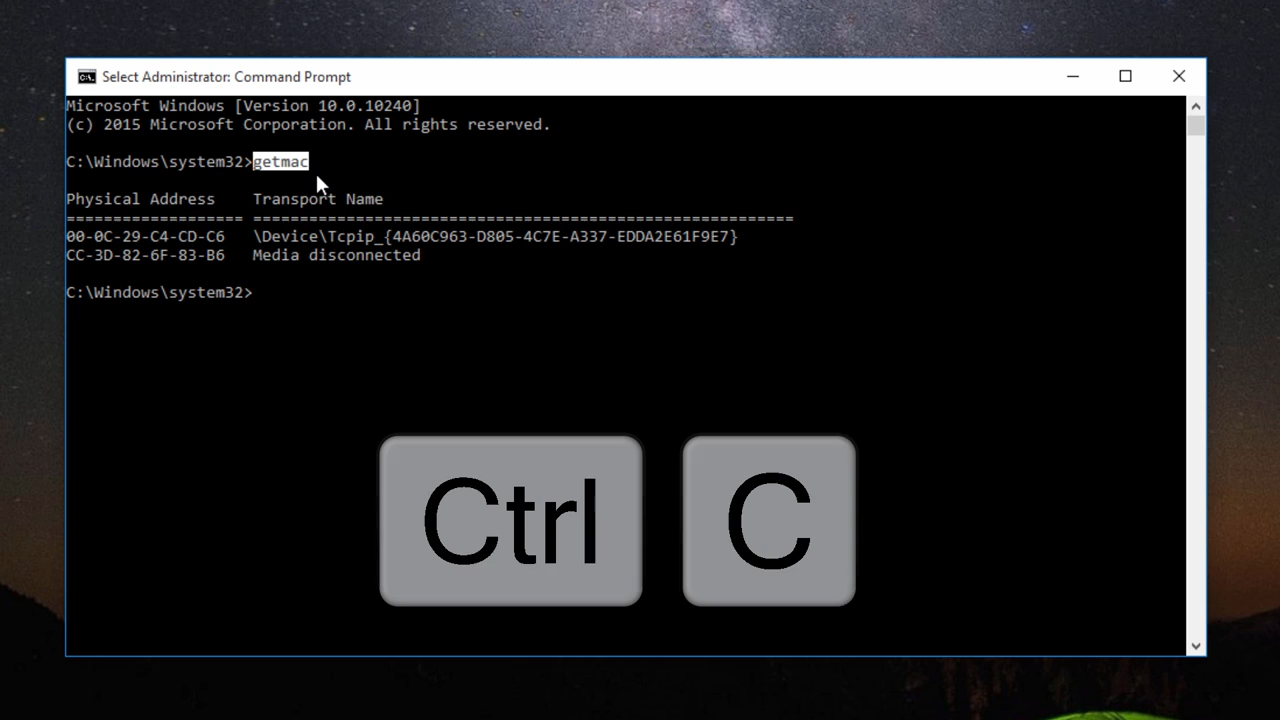 Select Administrator: Command Prompt
Microsoft Windows [Version 10.0.10240]
(c) 2015 Microsoft Corporation. All rights reserved.
C:\Windows\system32>getmac
Physical Address    Transport Name
=================== ==========================================================
00-0C-29-C4-CD-C6   \Device\Tcpip_{4A60C963-D805-4C7E-A337-EDDA2E61F9E7}
CC-3D-82-6F-83-B6   Media disconnected
C:\Windows\system32>
Ctrl C